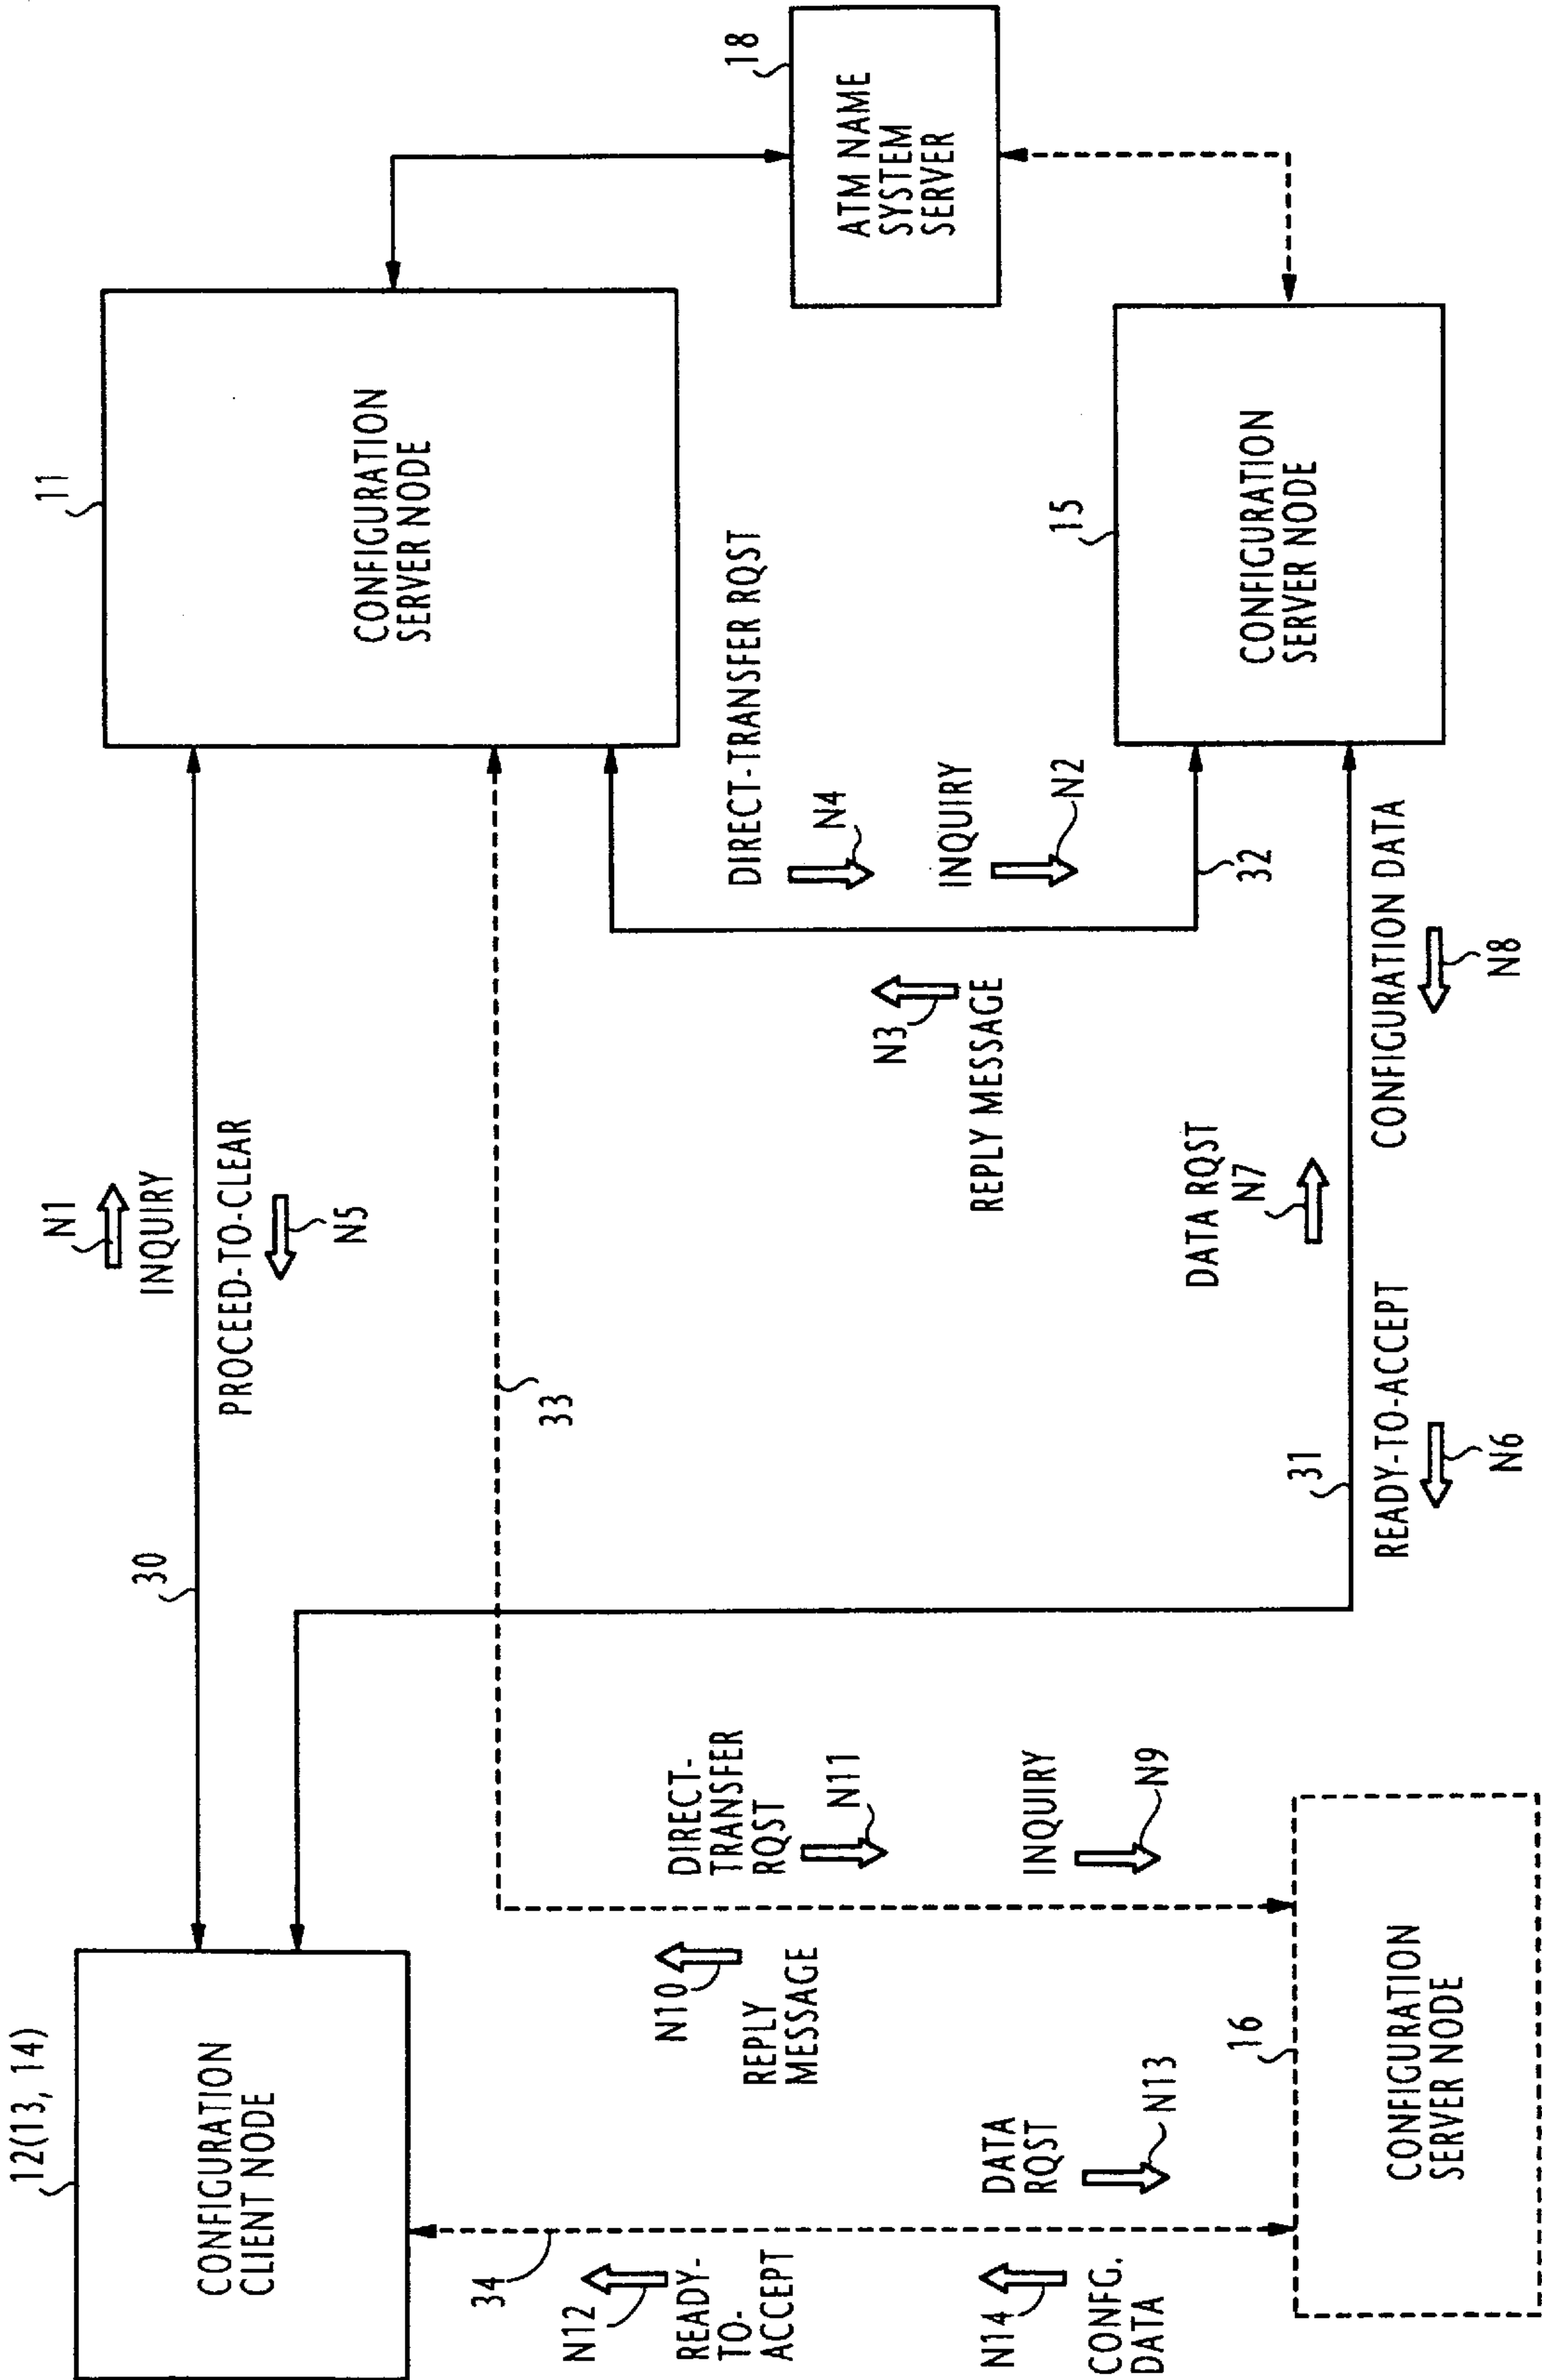 12(13, 14)
CONFIGURATION
CLIENT NODE
30
N1
INQUIRY
PROCEED-TO-CLEAR
N5
11
CONFIGURATION
SERVER NODE
18
ATM NAME
SYSTEM
SERVER
33
DIRECT-TRANSFER RQST
N4
INQUIRY
N2
32
N3
REPLY MESSAGE
15
CONFIGURATION
SERVER NODE
DATA RQST
N7
31
READY-TO-ACCEPT
N6
CONFIGURATION DATA
N8
DIRECT-
TRANSFER
RQST
N11
INQUIRY
N9
N10
REPLY
MESSAGE
34
N12
READY-
TO-
ACCEPT
DATA
RQST
N13
N14
CONFG.
DATA
16
CONFIGURATION
SERVER NODE